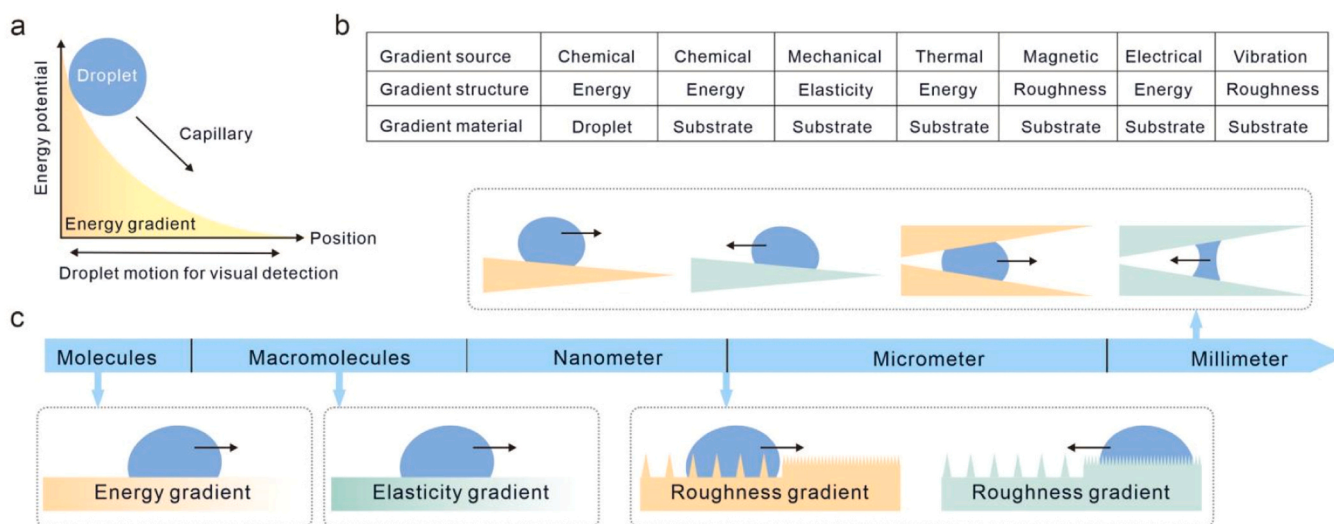 a
Energy potential
Droplet
Capillary
Energy gradient
Position
Droplet motion for visual detection
b
Gradient source Chemical Chemical Mechanical Thermal Magnetic Electrical Vibration
Gradient structure Energy Energy Elasticity Energy Roughness Energy Roughness
Gradient material Droplet Substrate Substrate Substrate Substrate Substrate Substrate
c
Molecules Macromolecules Nanometer Micrometer Millimeter
Energy gradient Elasticity gradient Roughness gradient Roughness gradient